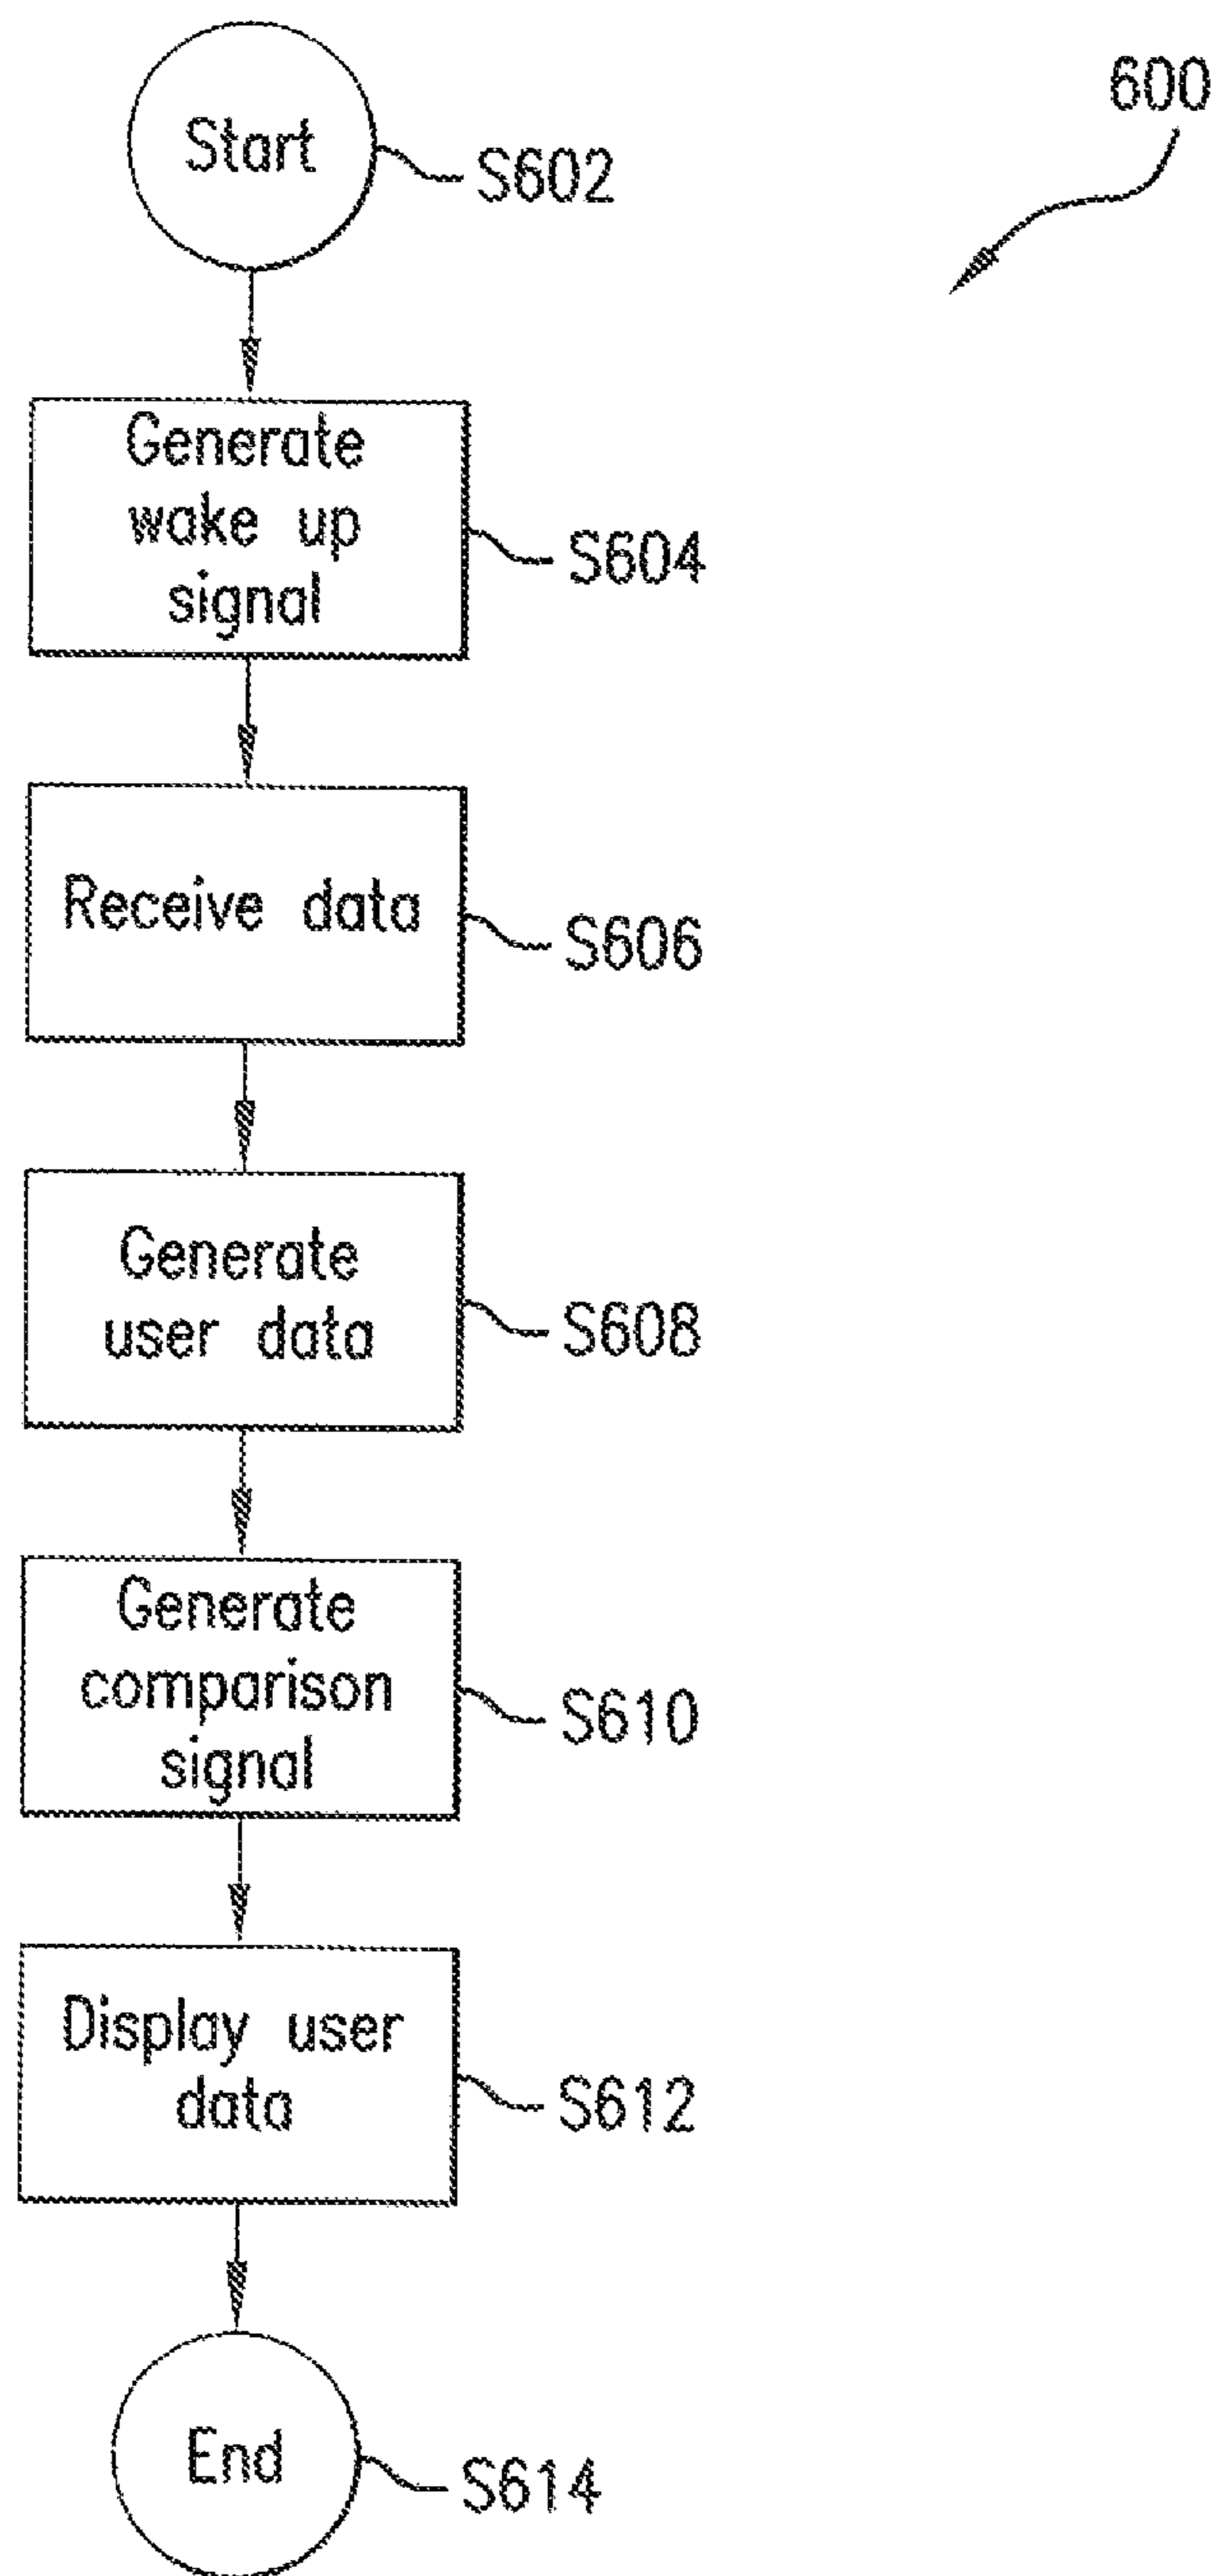 600
Start
S602
Generate
wake up
signal
S604
Receive data
S606
Generate
user data
S608
Generate
comparison
signal
S610
Display user
data
S612
End
S614